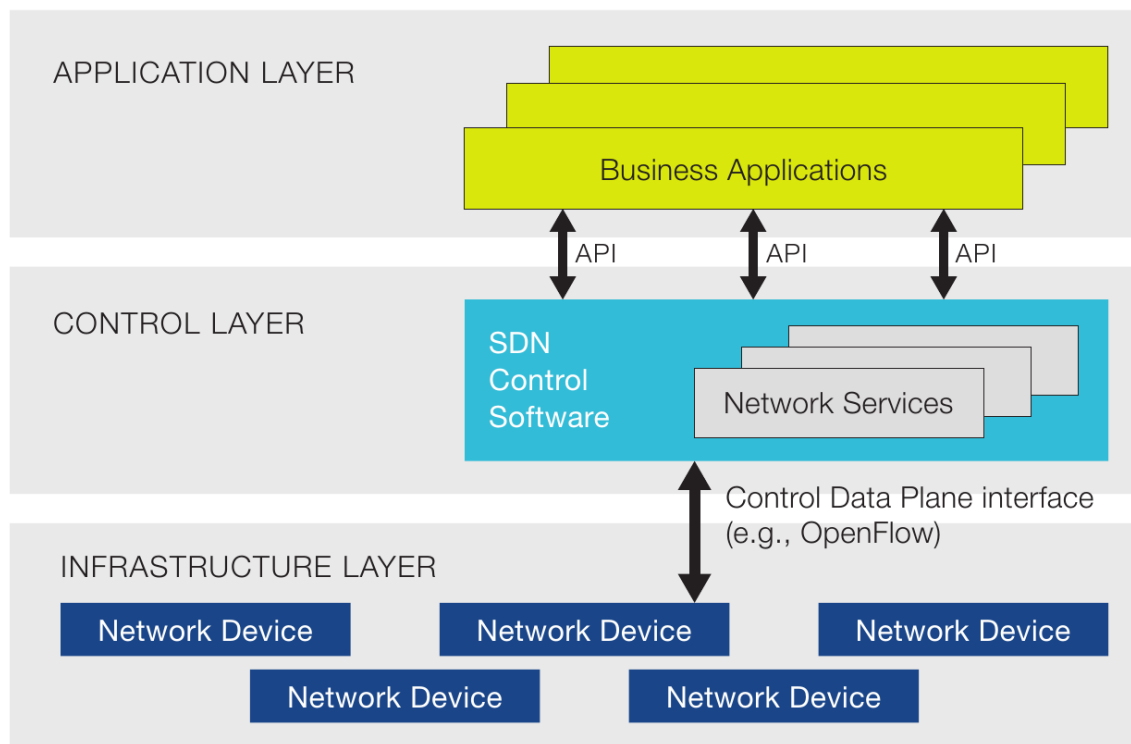 APPLICATION LAYER
Business Applications
API
API
API
CONTROL LAYER
SDN
Control
Software
Network Services
Control Data Plane interface
(e.g., OpenFlow)
INFRASTRUCTURE LAYER
Network Device
Network Device
Network Device
Network Device
Network Device